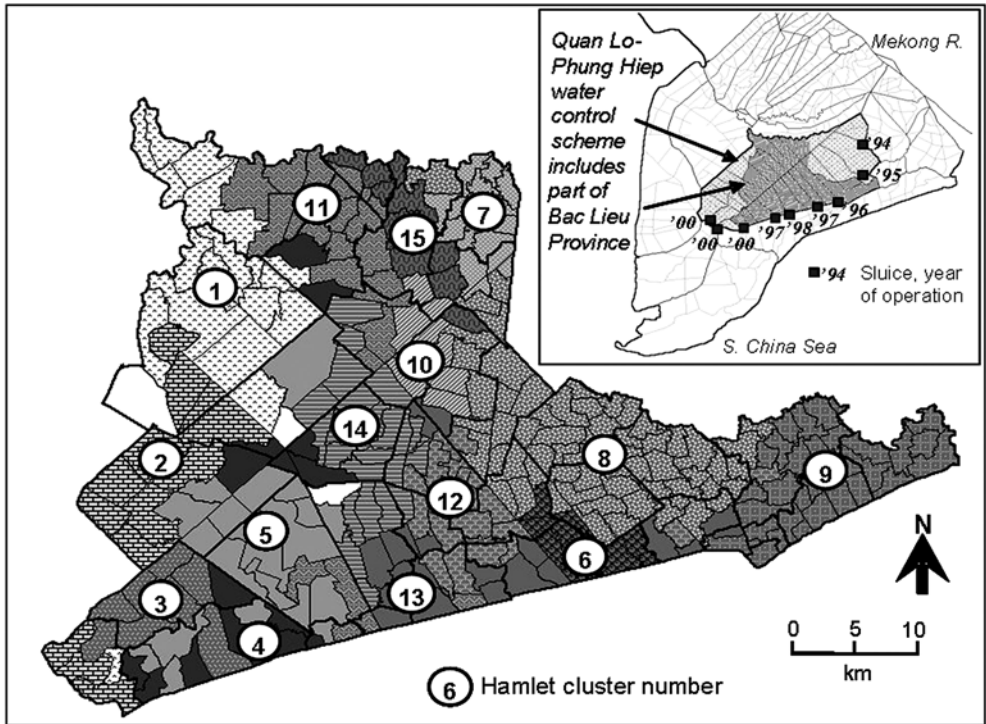 Quan Lo-
Phung Hiep
water
control
scheme
includes
part of
Bac Lieu
Province
Mekong R.
'94
'95
'96
'97
'98
'97
'00
'00
'00
'94 Sluice, year
of operation
S. China Sea
11
7
15
1
10
14
2
8
9
12
5
6
3
13
4
N
0 5 10
km
6 Hamlet cluster number